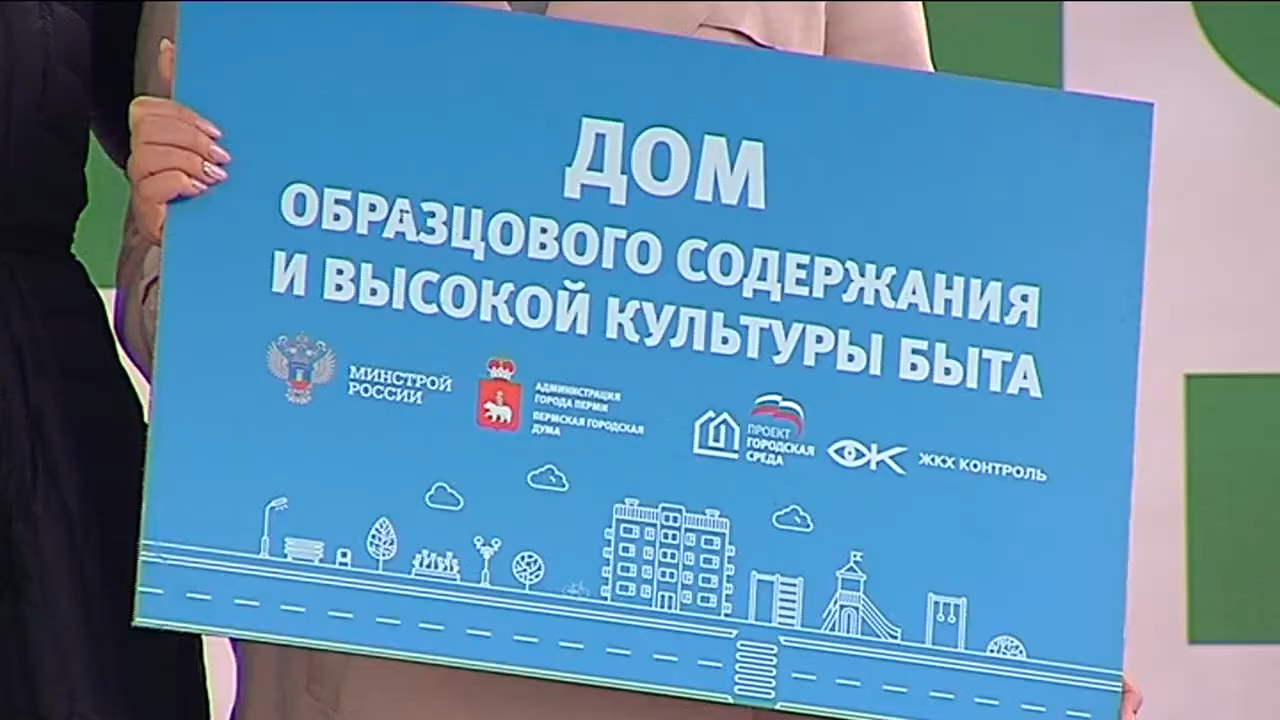 ДОМ
ОБРАЗЦОВОГО СОДЕРЖАНИЯ
И ВЫСОКОЙ КУЛЬТУРЫ БЫТА
МИНСТРОЙ
РОССИИ
АДМИНИСТРАЦИЯ
ГОРОДА ПЕРМИ
ПЕРМСКАЯ ГОРОДСКАЯ
ДУМА
ПРОЕКТ
ГОРОДСКАЯ
СРЕДА
ЖКХ КОНТРОЛЬ